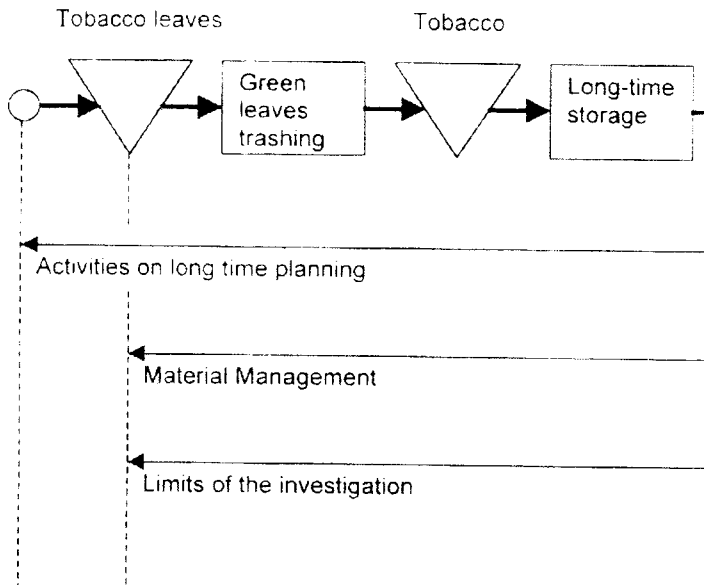 Tobacco leaves
Tobacco
Green
leaves
trashing
Long-time
storage
Activities on long time planning
Material Management
Limits of the investigation